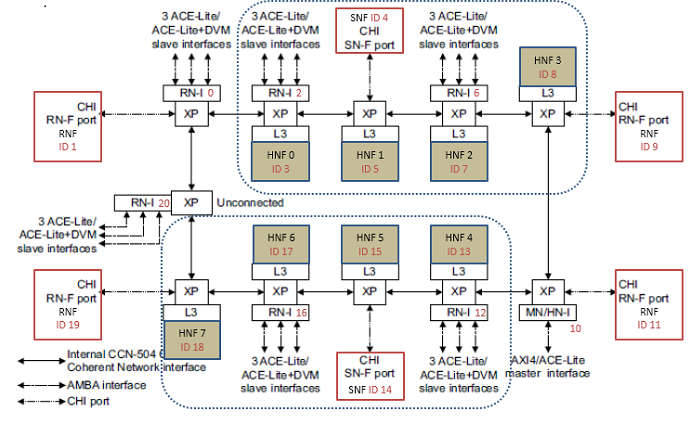 3 ACE-Lite/
ACE-Lite+DVM
slave interfaces
3 ACE-Lite/
ACE-Lite+DVM
slave interfaces
SNF ID 4
CHI
SN-F port
3 ACE-Lite/
ACE-Lite+DVM
slave interfaces
HNF 3
ID 8
L3
RN-I 0
RN-I 2
RN-I 6
CHI
RN-F port
RNF
ID 1
XP
XP
XP
XP
XP
CHI
RN-F port
RNF
ID 9
L3
L3
L3
HNF 0
ID 3
HNF 1
ID 5
HNF 2
ID 7
RN-I 20
XP
Unconnected
3 ACE-Lite/
ACE-Lite+DVM
slave interfaces
HNF 6
ID 17
HNF 5
ID 15
HNF 4
ID 13
L3
L3
L3
CHI
RN-F port
RNF
ID 19
XP
XP
XP
XP
XP
CHI
RN-F port
RNF
ID 11
L3
RN-I 16
RN-I 12
MN/HN-I
10
HNF 7
ID 18
Internal CCN-504
Coherent Network interface
AMBA interface
CHI port
3 ACE-Lite/
ACE-Lite+DVM
slave interfaces
CHI
SN-F port
SNF ID 14
3 ACE-Lite/
ACE-Lite+DVM
slave interfaces
AXI4/ACE-Lite
master interface